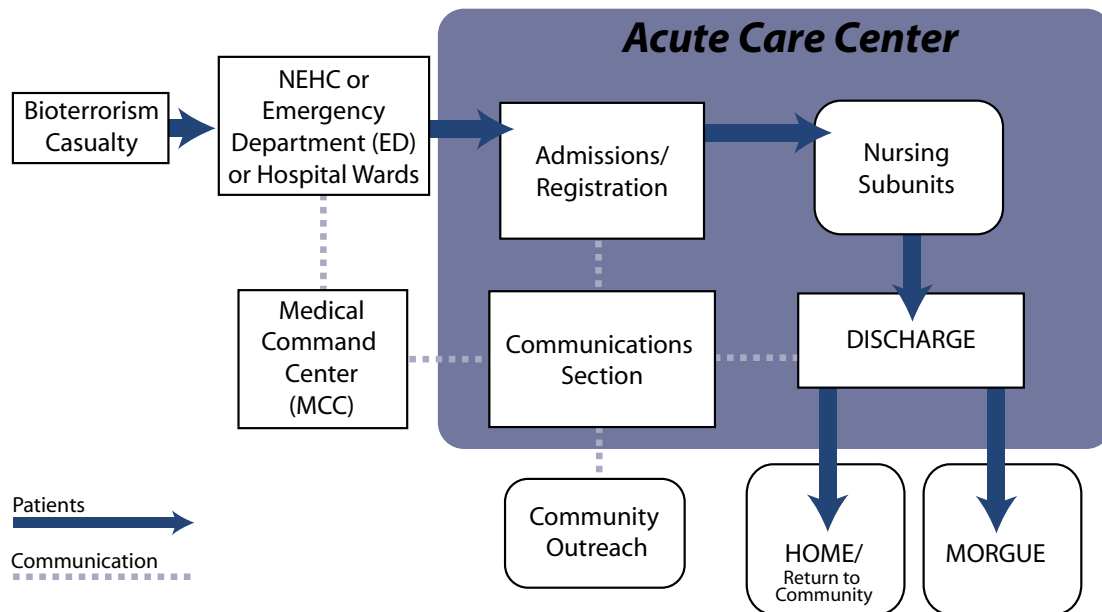 Acute Care Center
Bioterrorism
Casualty
NEHC or
Emergency
Department (ED)
or Hospital Wards
Admissions/
Registration
Nursing
Subunits
Medical
Command
Center
(MCC)
Communications
Section
DISCHARGE
Community
Outreach
HOME/
Return to
Community
MORGUE
Patients
Communication